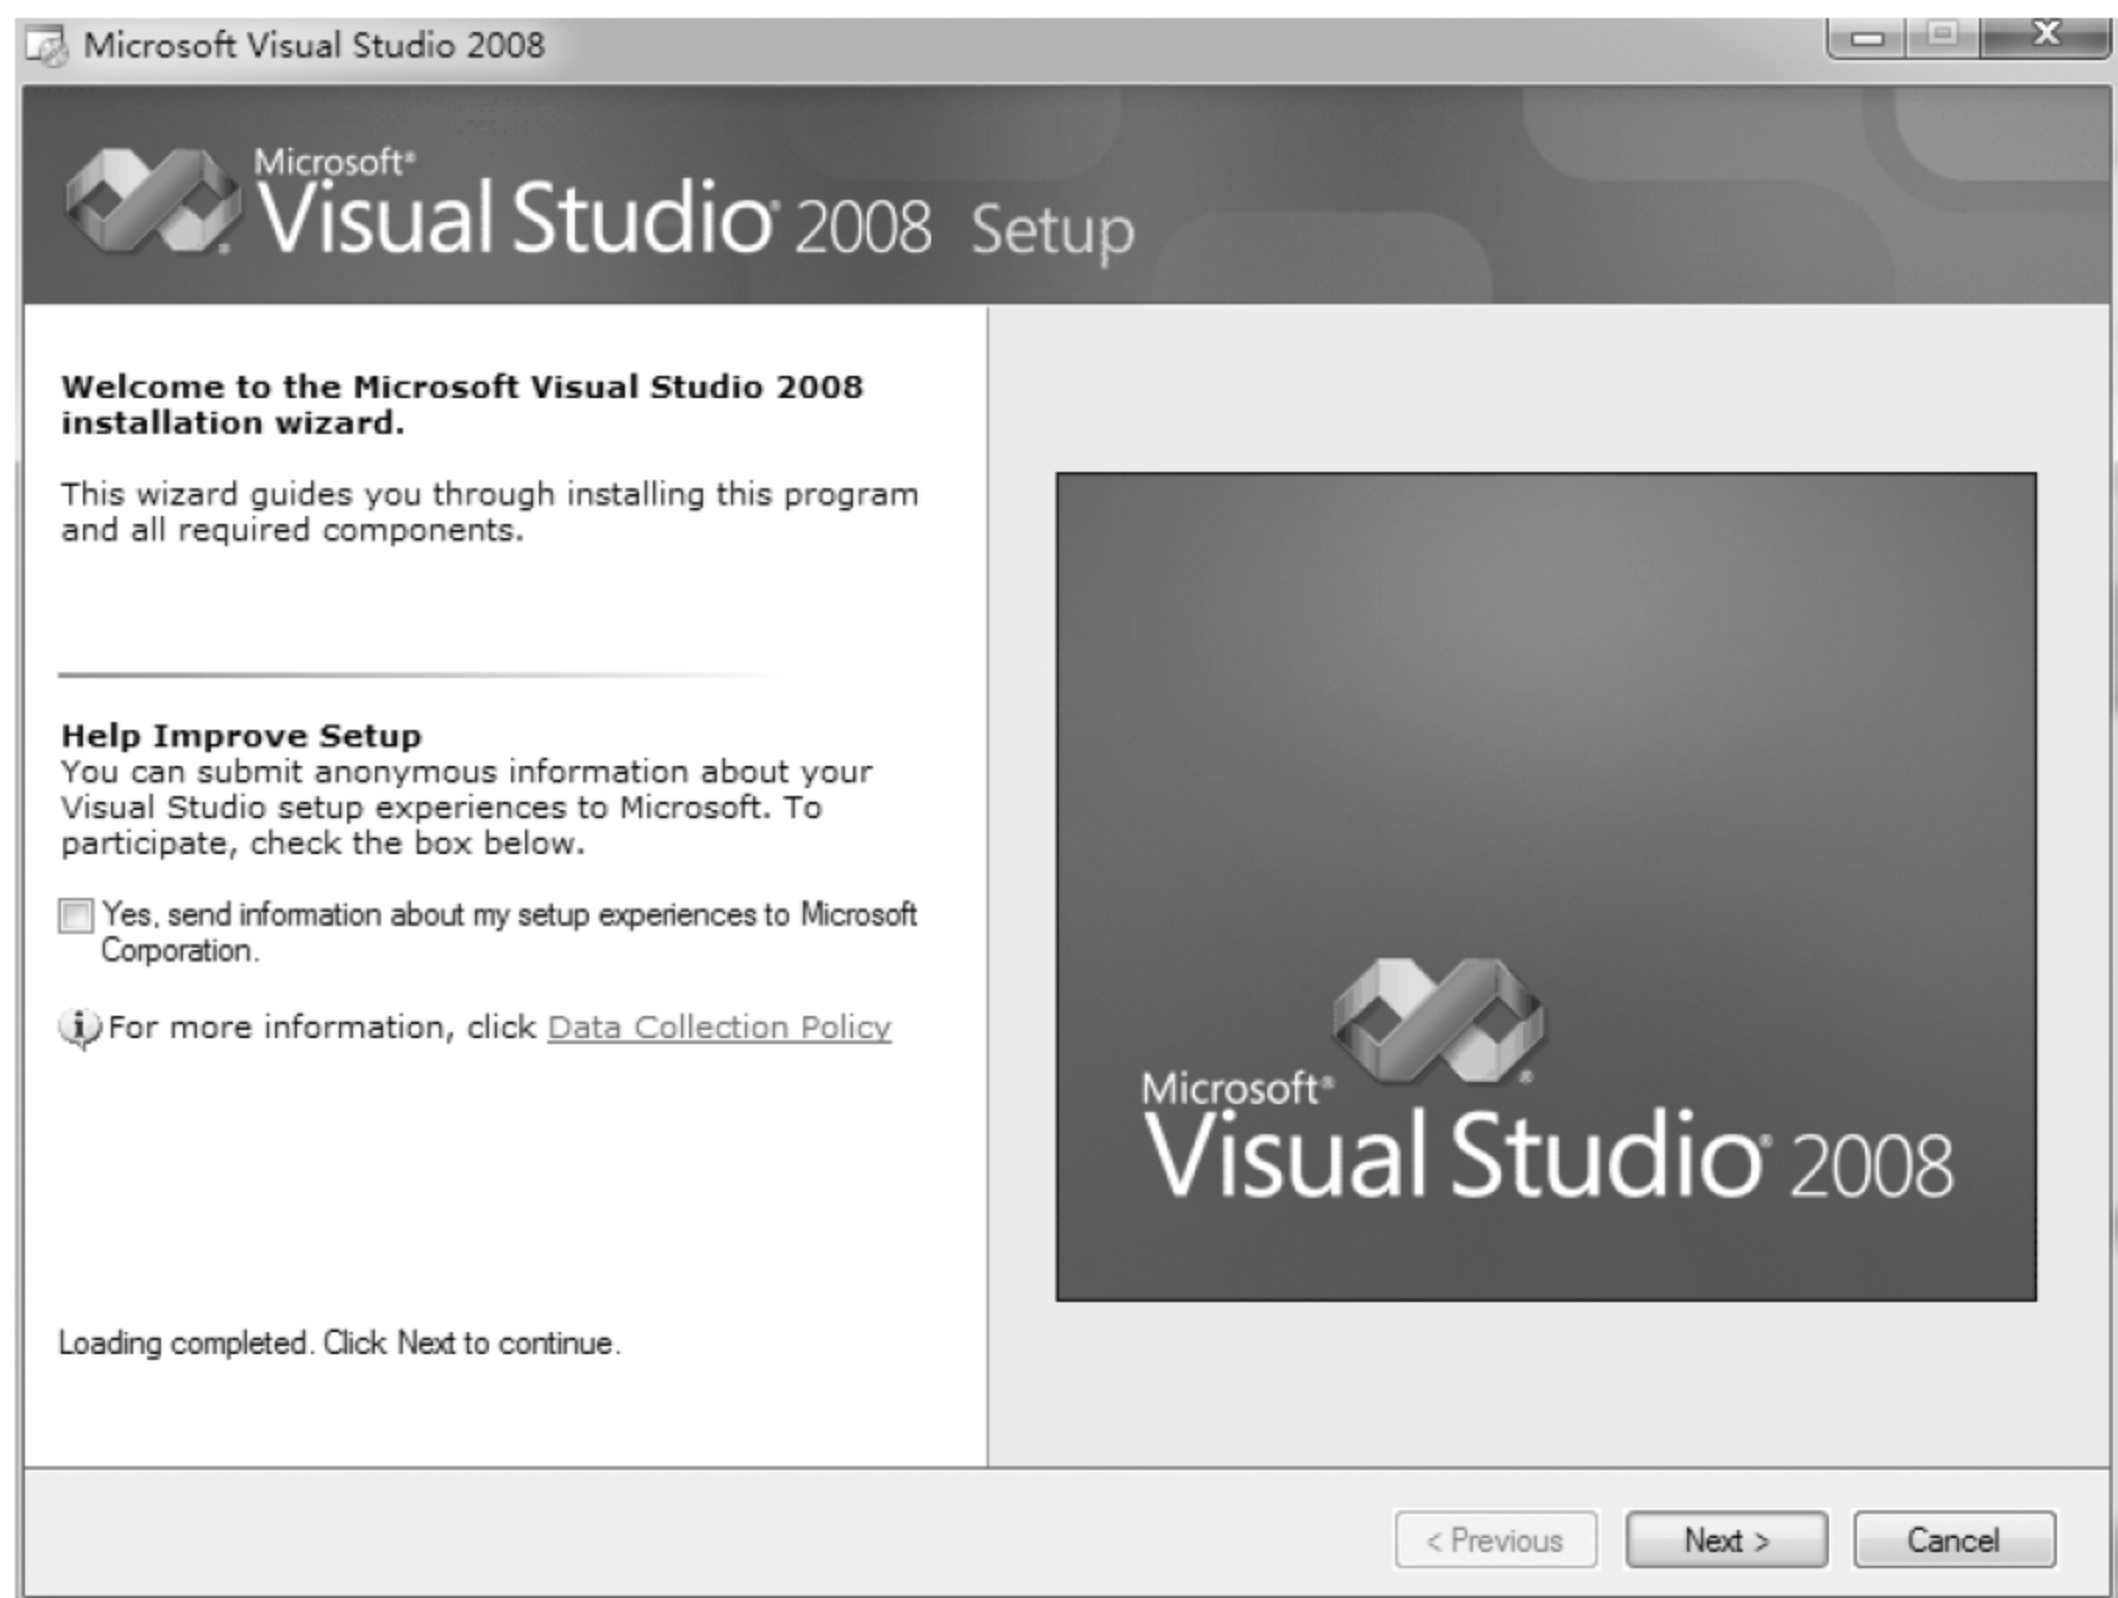 Microsoft Visual Studio 2008
Microsoft®
Visual Studio® 2008 Setup
Welcome to the Microsoft Visual Studio 2008
installation wizard.
This wizard guides you through installing this program
and all required components.
Help Improve Setup
You can submit anonymous information about your
Visual Studio setup experiences to Microsoft. To
participate, check the box below.
Yes, send information about my setup experiences to Microsoft
Corporation.
For more information, click Data Collection Policy
Loading completed. Click Next to continue.
Microsoft®
Visual Studio® 2008
< Previous
Next >
Cancel